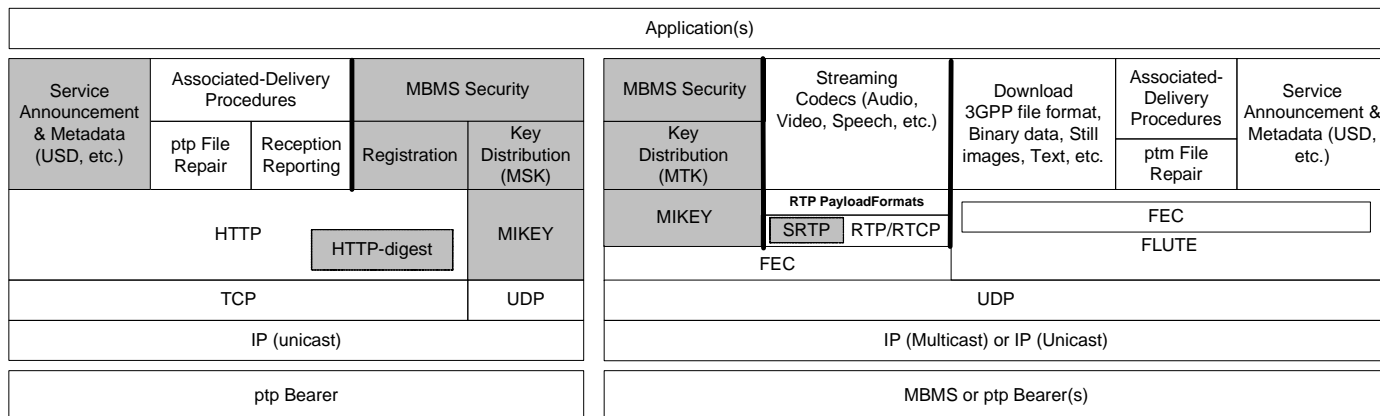 Application(s)
Service
Announcement
& Metadata
(USD, etc.)
Associated-Delivery
Procedures
ptp File
Repair
Reception
Reporting
MBMS Security
Registration
Key
Distribution
(MSK)
HTTP
HTTP-digest
MIKEY
TCP
UDP
IP (unicast)
ptp Bearer
MBMS Security
Key
Distribution
(MTK)
MIKEY
Streaming
Codecs (Audio,
Video, Speech, etc.)
RTP PayloadFormats
SRTP
RTP/RTCP
FEC
Download
3GPP file format,
Binary data, Still
images, Text, etc.
Associated-
Delivery
Procedures
ptm File
Repair
Service
Announcement &
Metadata (USD,
etc.)
FEC
FLUTE
UDP
IP (Multicast) or IP (Unicast)
MBMS or ptp Bearer(s)